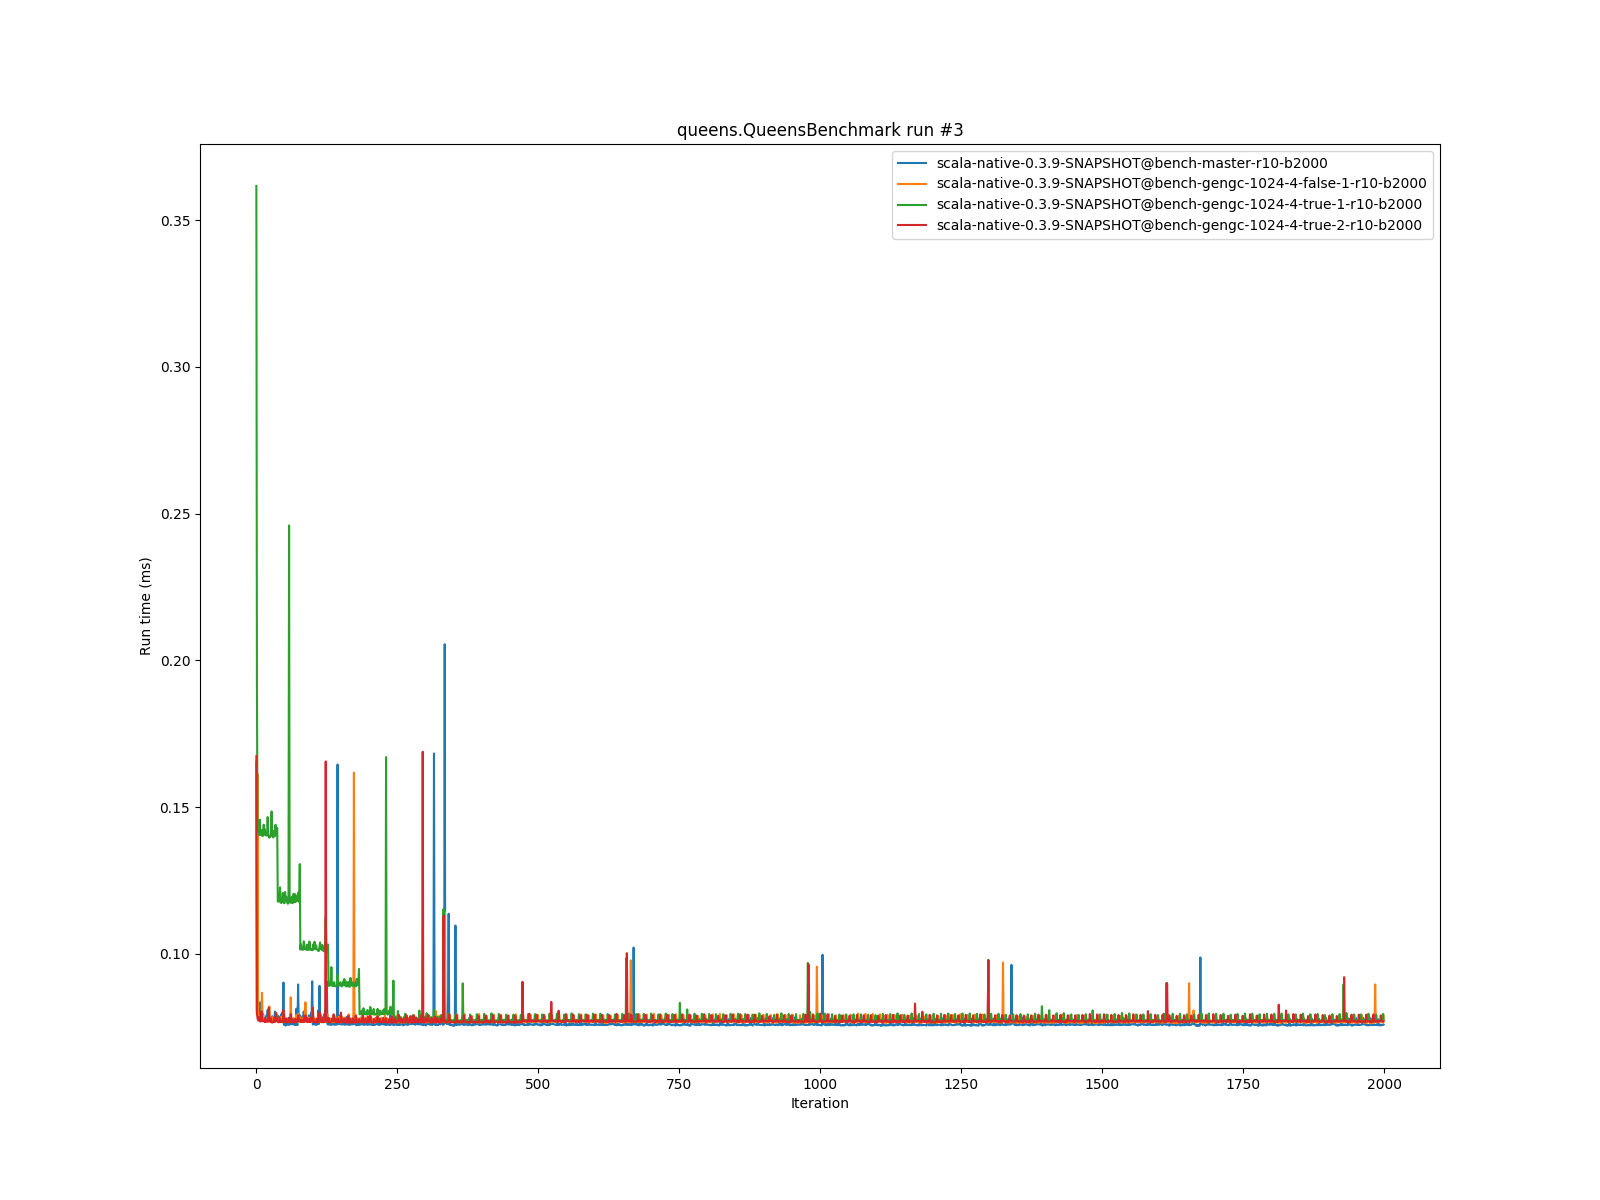 queens.QueensBenchmark run #3
scala-native-0.3.9-SNAPSHOT@bench-master-r10-b2000
scala-native-0.3.9-SNAPSHOT@bench-gengc-1024-4-false-1-r10-b2000
scala-native-0.3.9-SNAPSHOT@bench-gengc-1024-4-true-1-r10-b2000
scala-native-0.3.9-SNAPSHOT@bench-gengc-1024-4-true-2-r10-b2000
0.35
0.30
0.25
0.20
0.15
0.10
Run time (ms)
0 250 500 750 1000 1250 1500 1750 2000
Iteration